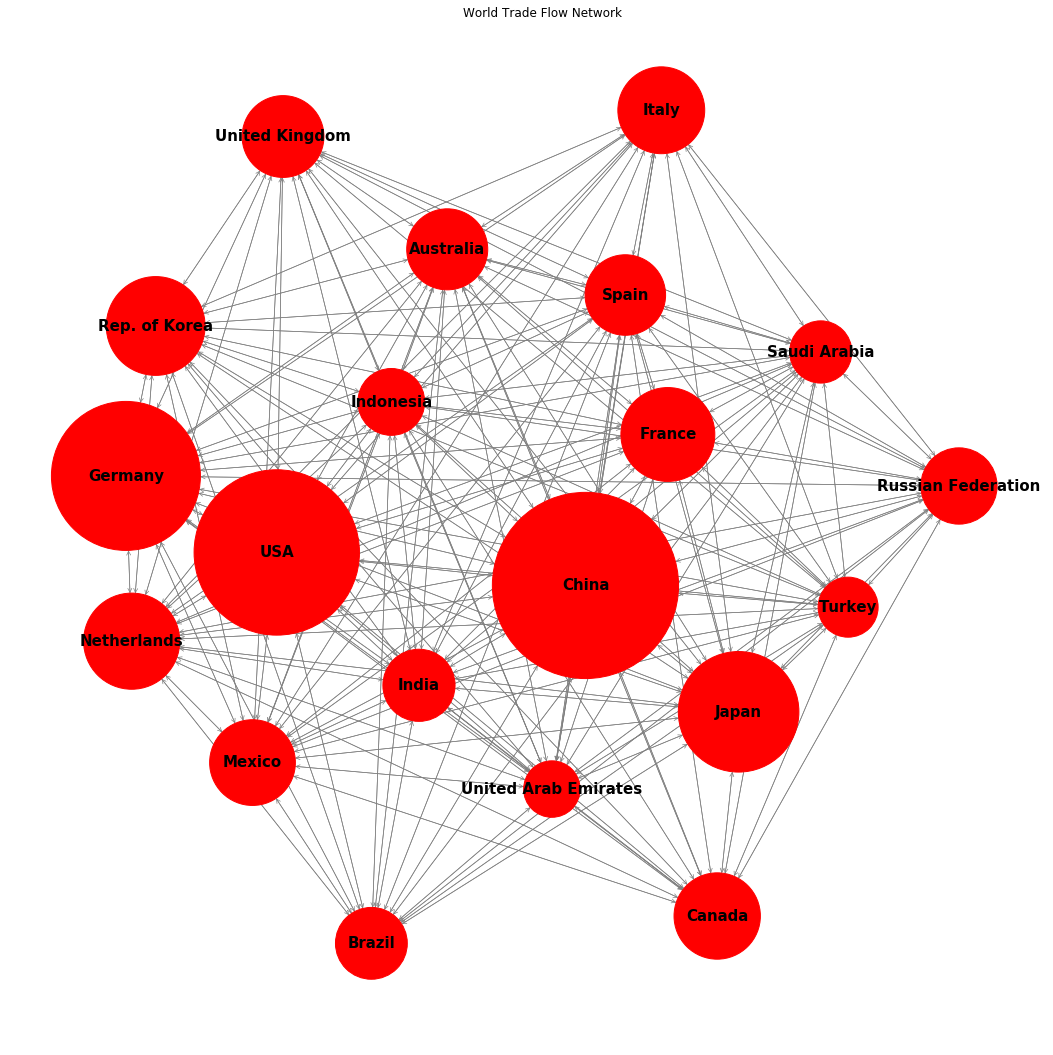 World Trade Flow Network
Italy
United Kingdom
Australia
Spain
Rep. of Korea
Saudi Arabia
Indonesia
France
Germany
Russian Federation
USA
China
Turkey
Netherlands
India
Japan
Mexico
United Arab Emirates
Canada
Brazil